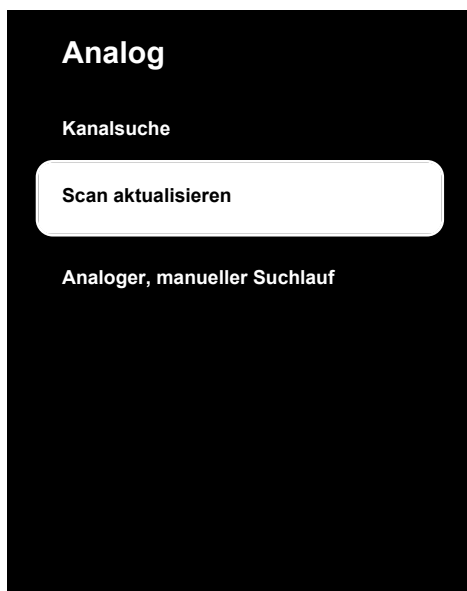 Analog
Kanalsuche
Scan aktualisieren
Analoger, manueller Suchlauf